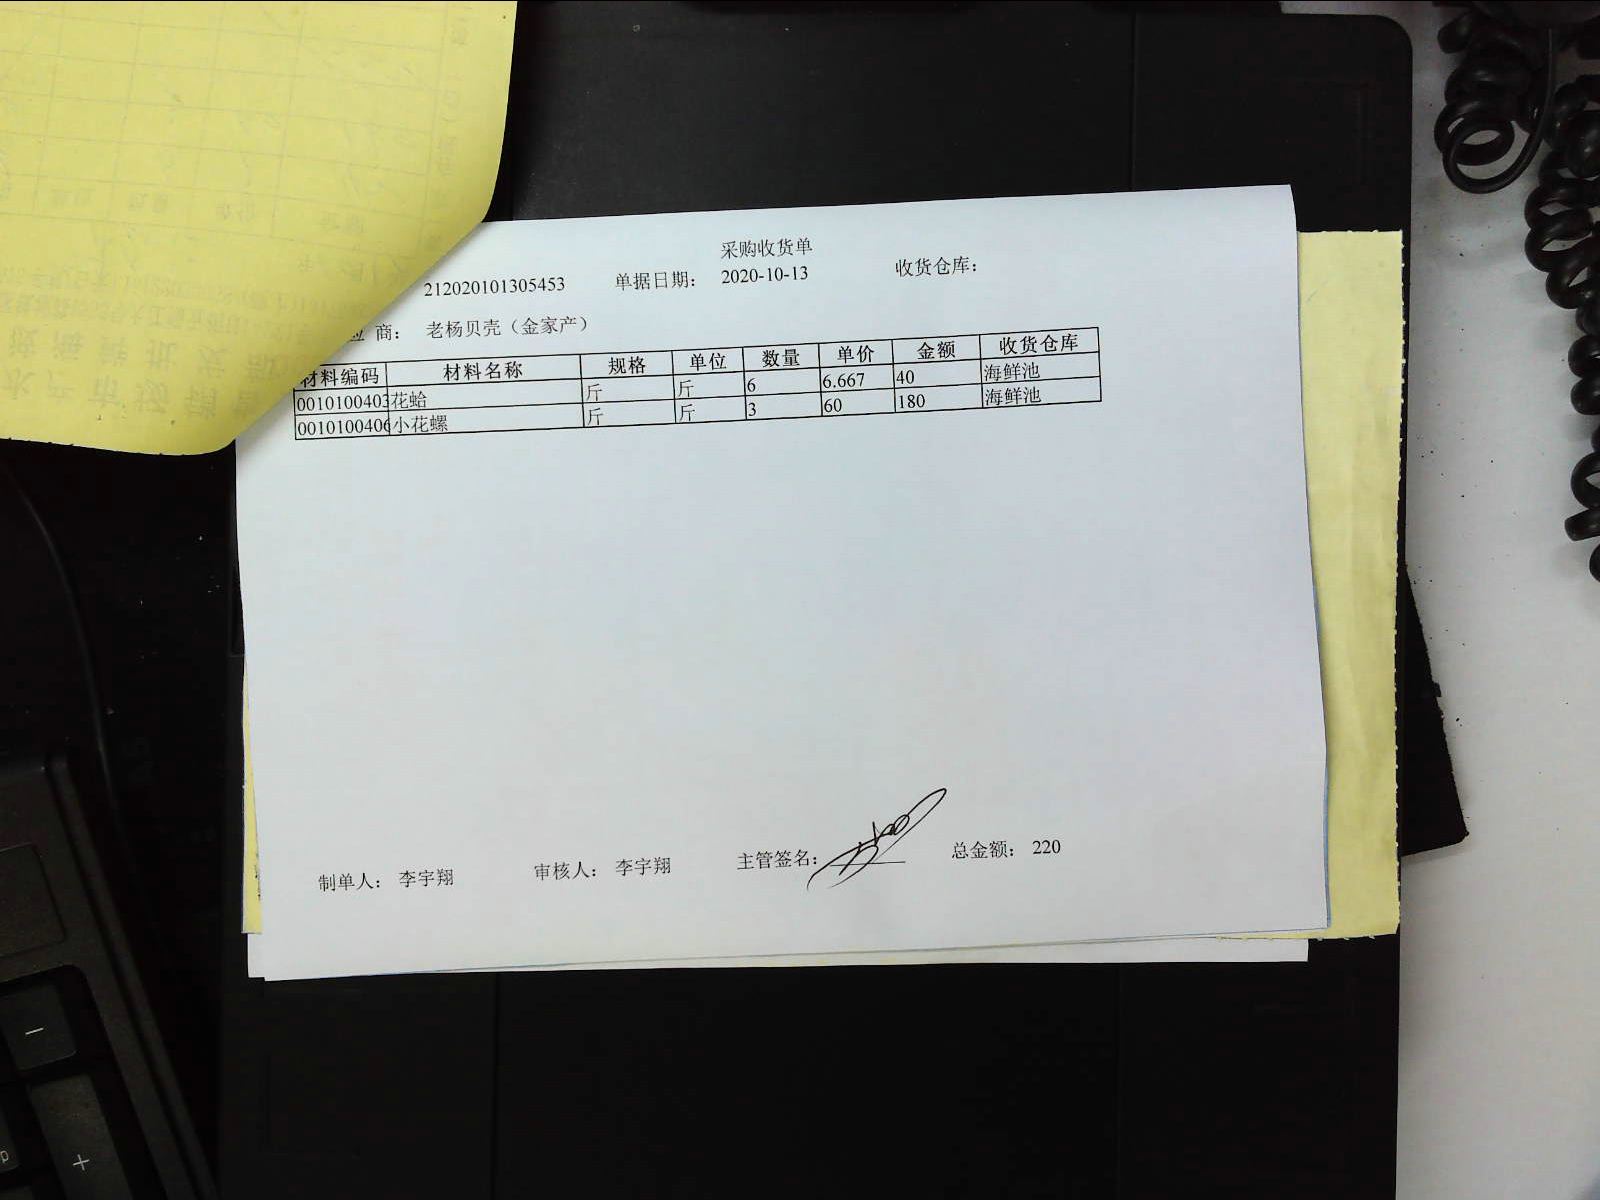 采购收货单
212020101305453 单据日期: 2020-10-13 收货仓库:
商: 老杨贝壳（金家产）
材料编码 材料名称 规格 单位 数量 单价 金额 收货仓库
0010100403 花蛤 斤 斤 6 6.667 40 海鲜池
0010100406 小花螺 斤 斤 3 60 180 海鲜池
制单人: 李宇翔 审核人: 李宇翔 主管签名: 总金额: 220